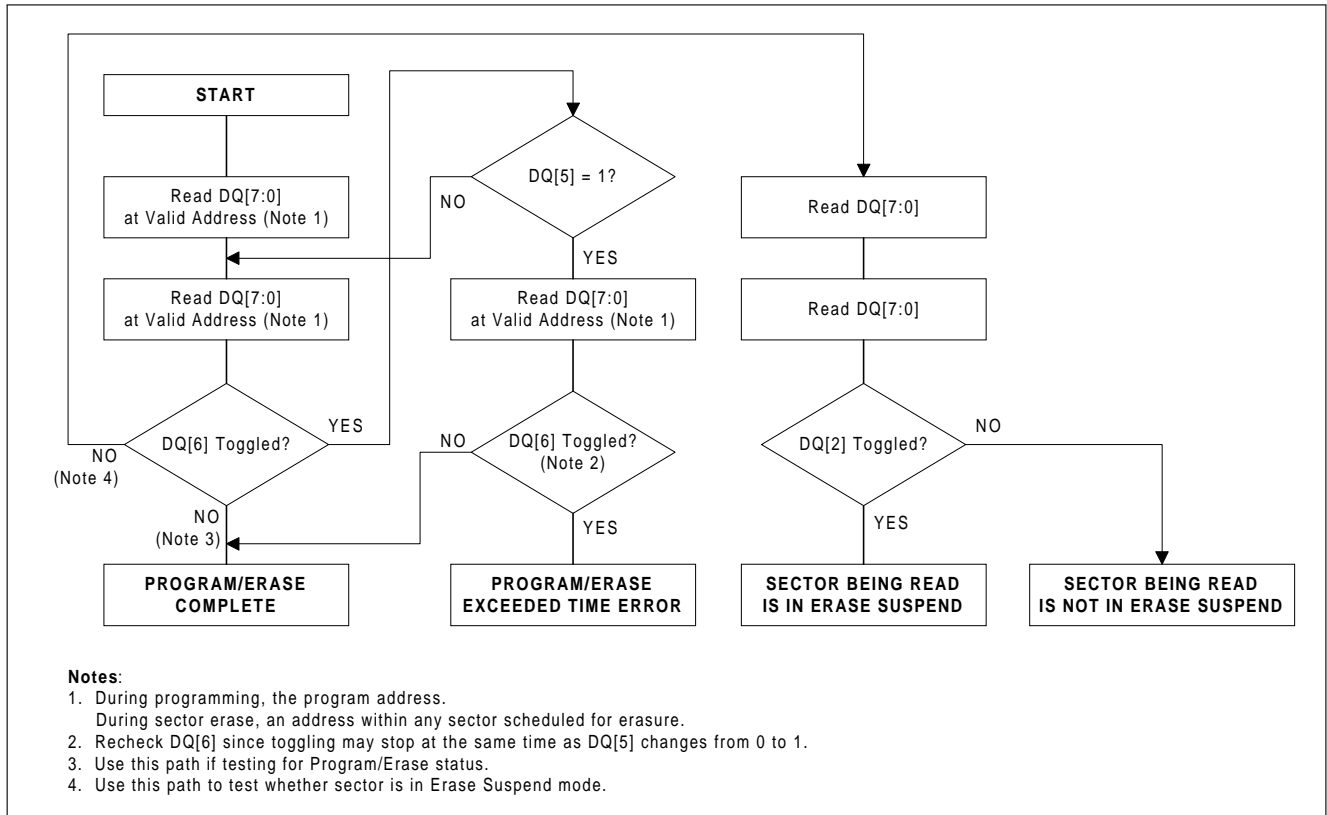 START
Read DQ[7:0]
at Valid Address (Note 1)
Read DQ[7:0]
at Valid Address (Note 1)
DQ[6] Toggled?
YES
NO
(Note 4)
NO
(Note 3)
PROGRAM/ERASE
COMPLETE
DQ[5] = 1?
NO
YES
Read DQ[7:0]
at Valid Address (Note 1)
DQ[6] Toggled?
(Note 2)
NO
YES
PROGRAM/ERASE
EXCEEDED TIME ERROR
Read DQ[7:0]
Read DQ[7:0]
DQ[2] Toggled?
NO
YES
SECTOR BEING READ
IS IN ERASE SUSPEND
SECTOR BEING READ
IS NOT IN ERASE SUSPEND
Notes:
1. During programming, the program address.
During sector erase, an address within any sector scheduled for erasure.
2. Recheck DQ[6] since toggling may stop at the same time as DQ[5] changes from 0 to 1.
3. Use this path if testing for Program/Erase status.
4. Use this path to test whether sector is in Erase Suspend mode.